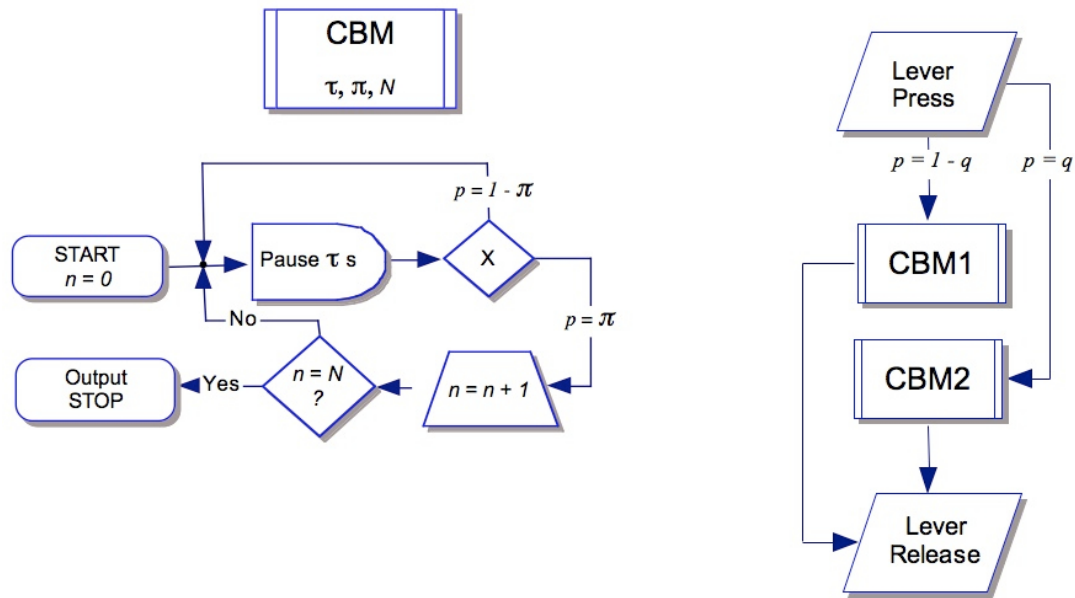 CBM
τ, π, N
p = 1 - π
START
n = 0
Pause τ s
X
p = π
No
Output
STOP
Yes
n = N
?
n = n + 1
Lever
Press
p = 1 - q
p = q
CBM1
CBM2
Lever
Release